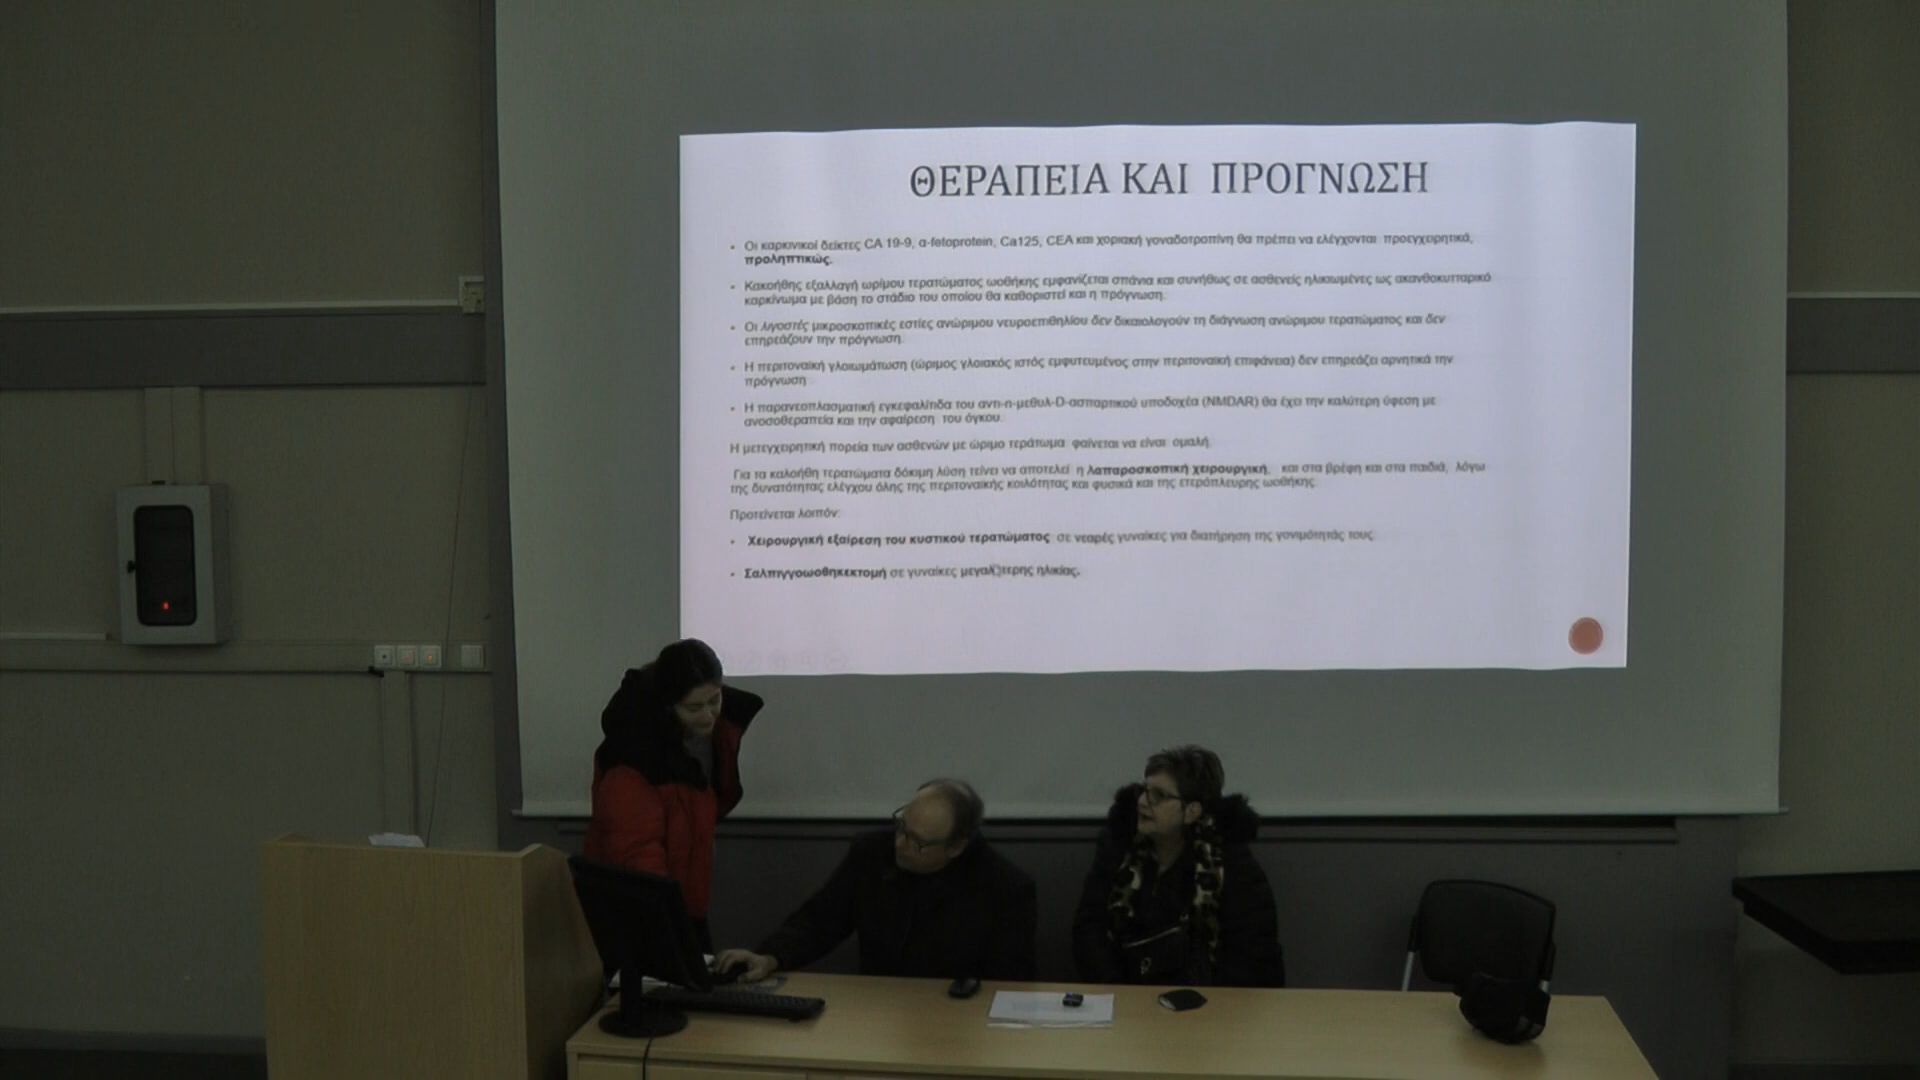 ΘΕΡΑΠΕΙΑ ΚΑΙ ΠΡΟΓΝΩΣΗ
Οι καρκινικοί δείκτες CA 19-9, α-fetoprotein, Ca125, CEA και χοριακή γοναδοτροπίνη θα πρέπει να ελέγχονται προεγχειρητικά,
προληπτικώς.
Κακοήθης εξαλλαγή ωρίμου τερατώματος ωοθήκης εμφανίζεται σπάνια και συνήθως σε ασθενείς ηλικιωμένες ως ακανθοκυτταρικό
καρκίνωμα με βάση το στάδιο του οποίου θα καθοριστεί και η πρόγνωση.
Οι λιγοστές μικροσκοπικές εστίες ανώριμου νευροεπιθηλίου δεν δικαιολογούν τη διάγνωση ανώριμου τερατώματος και δεν
επηρεάζουν την πρόγνωση.
Η περιτοναϊκή γλοιωμάτωση (ώριμος γλοιακός ιστός εμφυτευμένος στην περιτοναϊκή επιφάνεια) δεν επηρεάζει αρνητικά την
πρόγνωση
Η παρανεοπλασματική εγκεφαλίτιδα του αντι-n-μεθυλ-D-ασπαρτικού υποδοχέα (NMDAR) θα έχει την καλύτερη ύφεση με
ανοσοθεραπεία και την αφαίρεση του όγκου.
Η μετεγχειρητική πορεία των ασθενών με ώριμο τεράτωμα φαίνεται να είναι ομαλή.
Για τα καλοήθη τερατώματα δόκιμη λύση τείνει να αποτελεί η λαπαροσκοπική χειρουργική, και στα βρέφη και στα παιδιά, λόγω
της δυνατότητας ελέγχου όλης της περιτοναϊκής κοιλότητας και φυσικά και της ετερόπλευρης ωοθήκης.
Προτείνεται λοιπόν:
Χειρουργική εξαίρεση του κυστικού τερατώματος σε νεαρές γυναίκες για διατήρηση της γονιμότητάς τους.
Σαλπιγγοωοθηκεκτομή σε γυναίκες μεγαλύτερης ηλικίας.